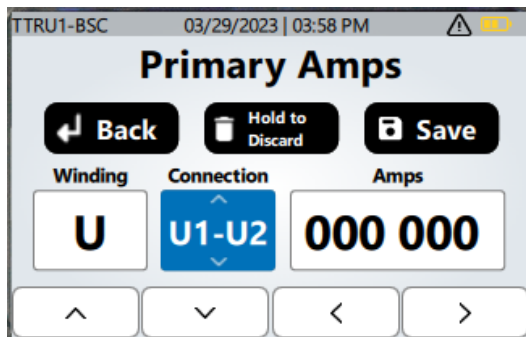 TTRU1-BSC 03/29/2023 | 03:58 PM
Primary Amps
Back Hold to Discard Save
Winding Connection Amps
U U1-U2 000 000